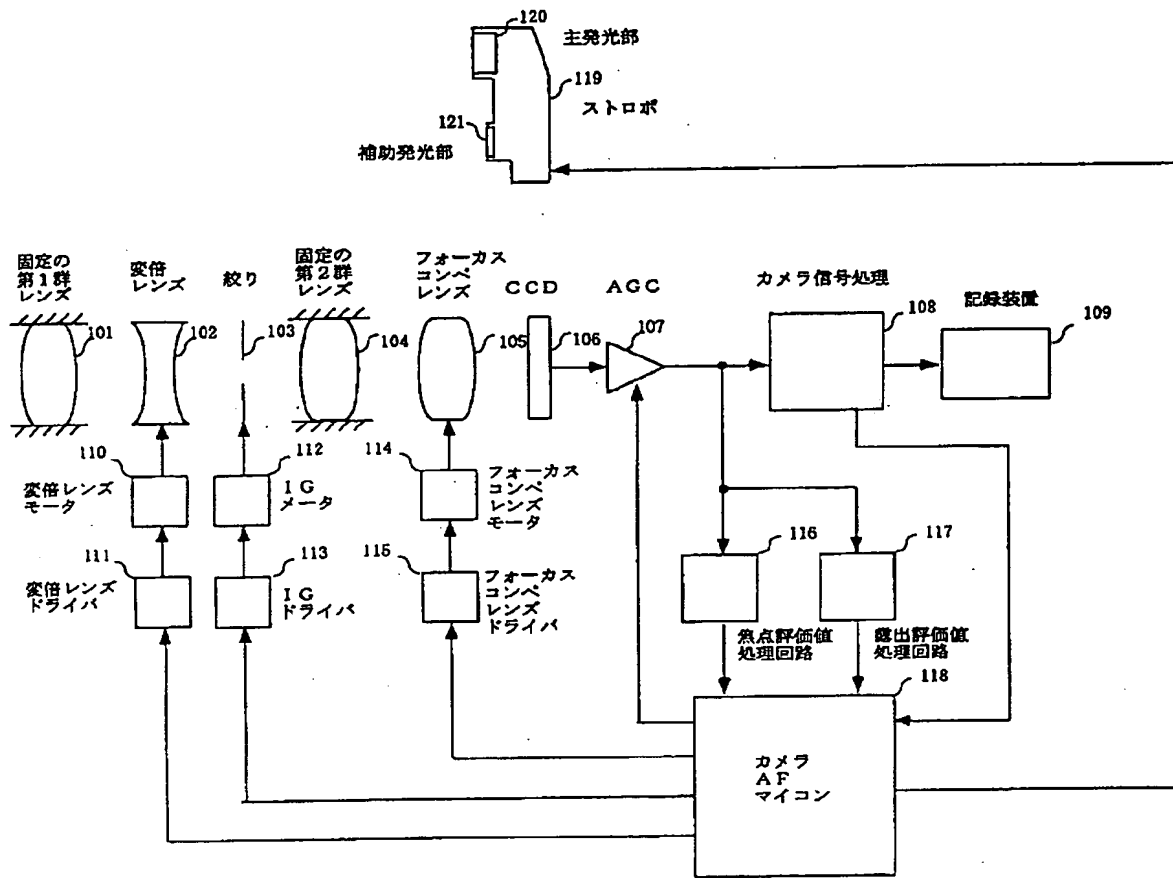 120
主発光部
119
ストロボ
121
補助発光部
固定の
第1群
レンズ
変倍
レンズ
絞り
固定の
第2群
レンズ
フォーカス
コンペ
レンズ
CCD
AGC
カメラ信号処理
記録装置
101
102
103
104
105
106
107
108
109
110
変倍レンズ
モータ
112
IG
メータ
114
フォーカス
コンペ
レンズ
モータ
111
変倍レンズ
ドライバ
113
IG
ドライバ
115
フォーカス
コンペ
レンズ
ドライバ
116
117
焦点評価値
処理回路
露出評価値
処理回路
118
カメラ
AF
マイコン